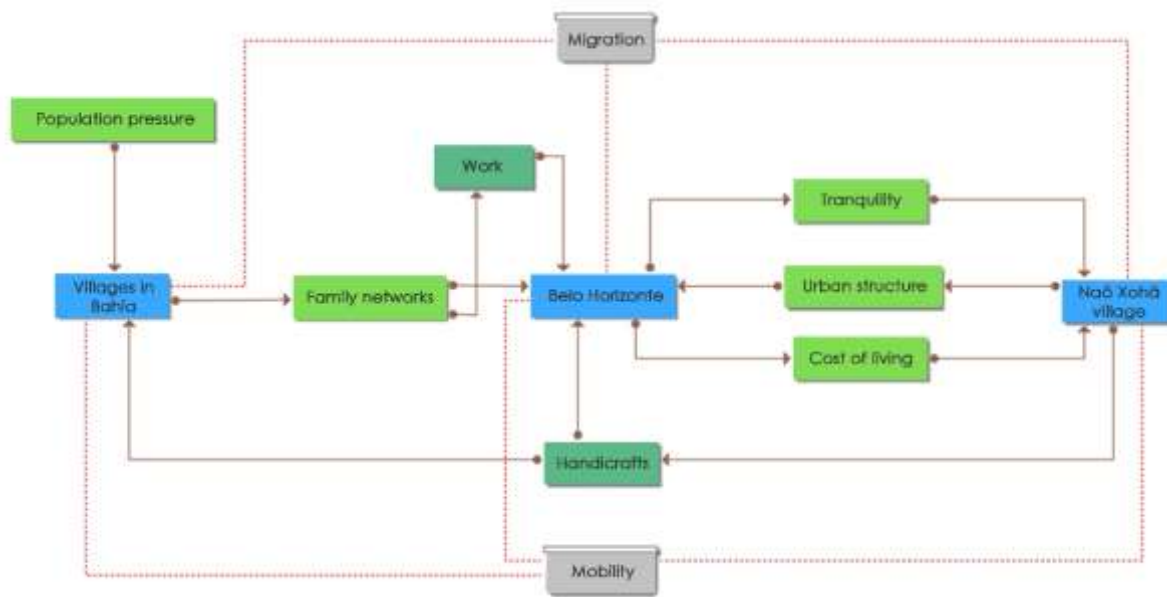 Migration
Population pressure
Work
Tranquility
Villages in
Bahia
Family networks
Belo Horizonte
Urban structure
Naô Xohã
village
Cost of living
Handicrafts
Mobility